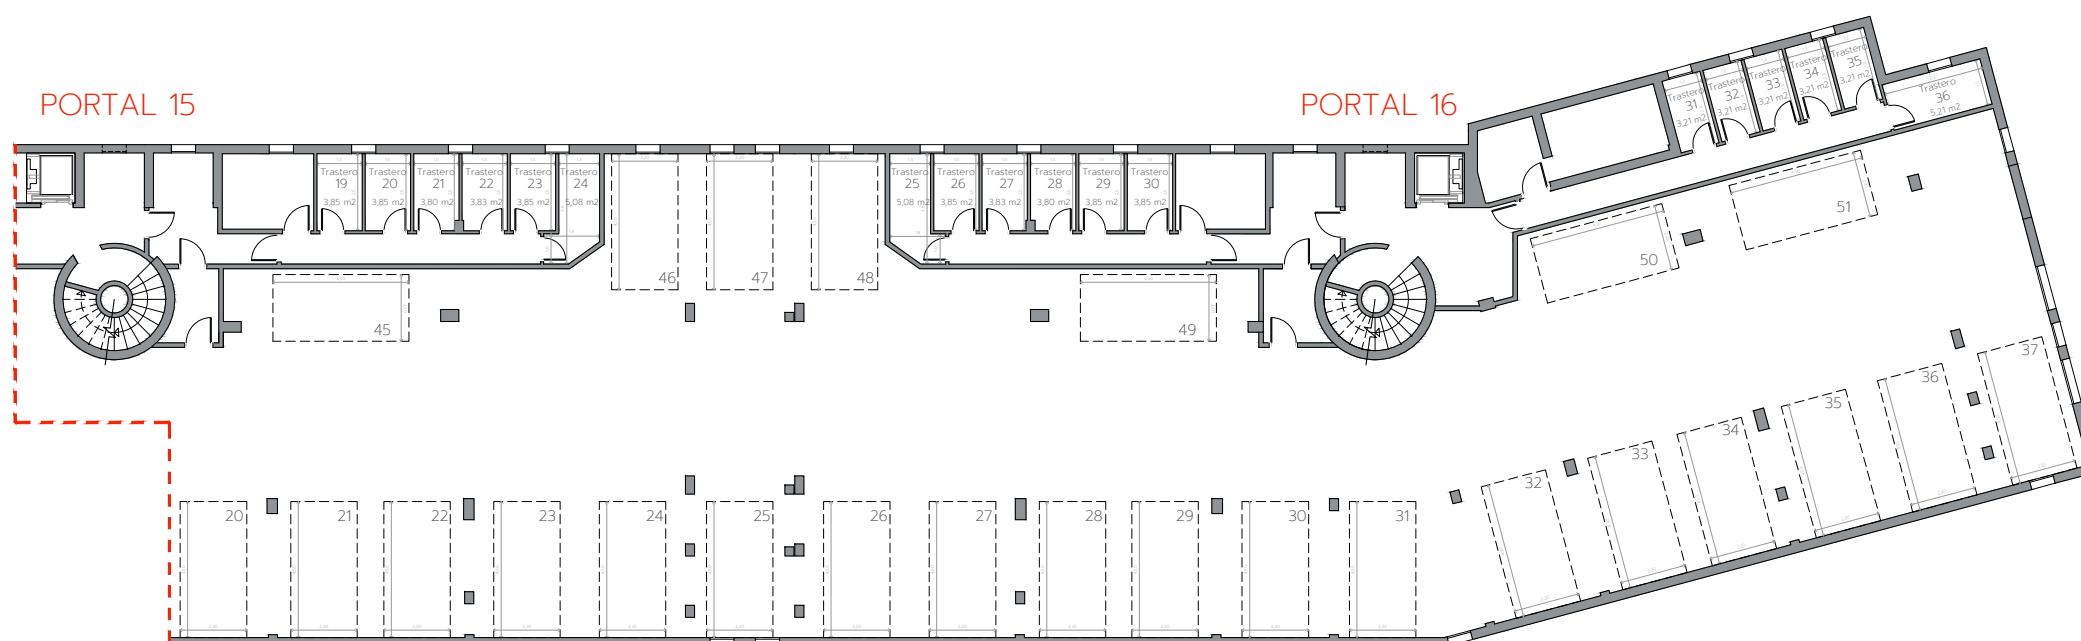 PORTAL 15
PORTAL 16
Trastero
19
3,85 m2
Trastero
20
3,85 m2
Trastero
21
3,80 m2
Trastero
22
3,83 m2
Trastero
23
3,85 m2
Trastero
24
5,08 m2
Trastero
25
5,08 m2
Trastero
26
3,85 m2
Trastero
27
3,83 m2
Trastero
28
3,80 m2
Trastero
29
3,85 m2
Trastero
30
3,85 m2
Trastero
31
3,21 m2
Trastero
32
3,21 m2
Trastero
33
3,21 m2
Trastero
34
3,21 m2
Trastero
35
3,21 m2
Trastero
36
5,21 m2
45
46
47
48
49
50
51
20
21
22
23
24
25
26
27
28
29
30
31
32
33
34
35
36
37